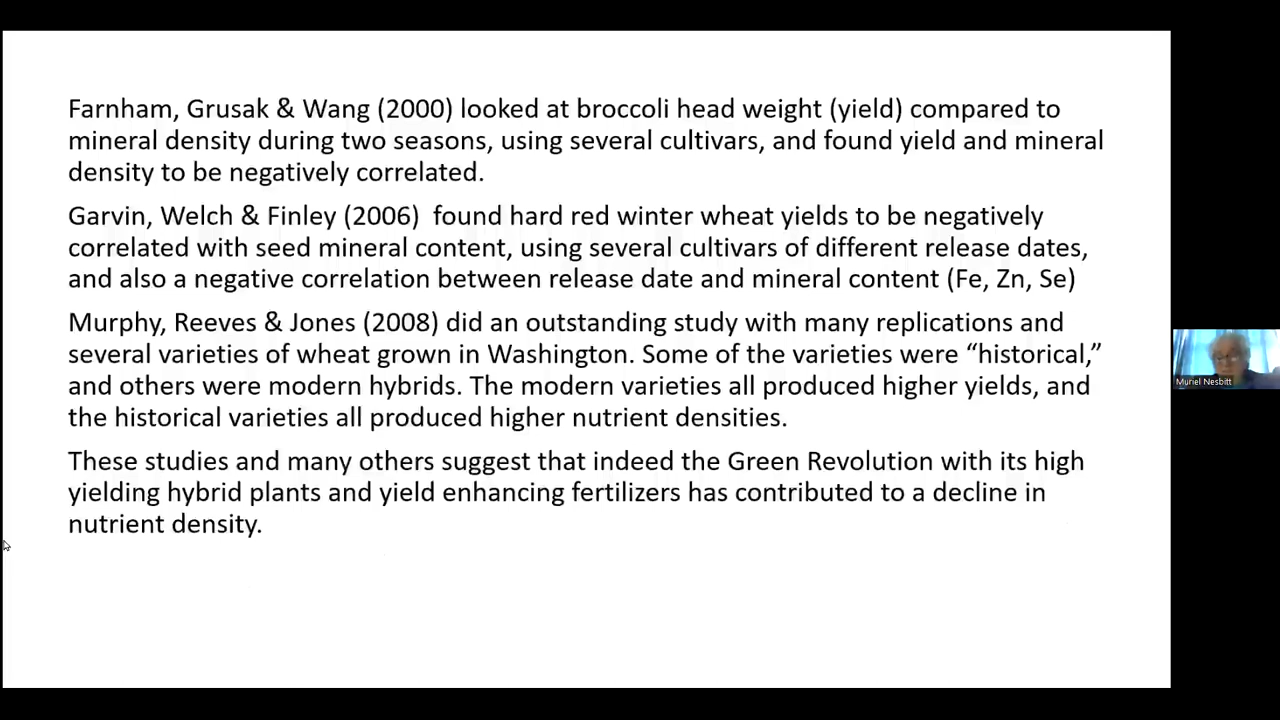 Farnham, Grusak & Wang (2000) looked at broccoli head weight (yield) compared to
mineral density during two seasons, using several cultivars, and found yield and mineral
density to be negatively correlated.
Garvin, Welch & Finley (2006)  found hard red winter wheat yields to be negatively
correlated with seed mineral content, using several cultivars of different release dates,
and also a negative correlation between release date and mineral content (Fe, Zn, Se)
Murphy, Reeves & Jones (2008) did an outstanding study with many replications and
several varieties of wheat grown in Washington. Some of the varieties were “historical,”
and others were modern hybrids. The modern varieties all produced higher yields, and
the historical varieties all produced higher nutrient densities.
These studies and many others suggest that indeed the Green Revolution with its high
yielding hybrid plants and yield enhancing fertilizers has contributed to a decline in
nutrient density.
Muriel Nesbitt